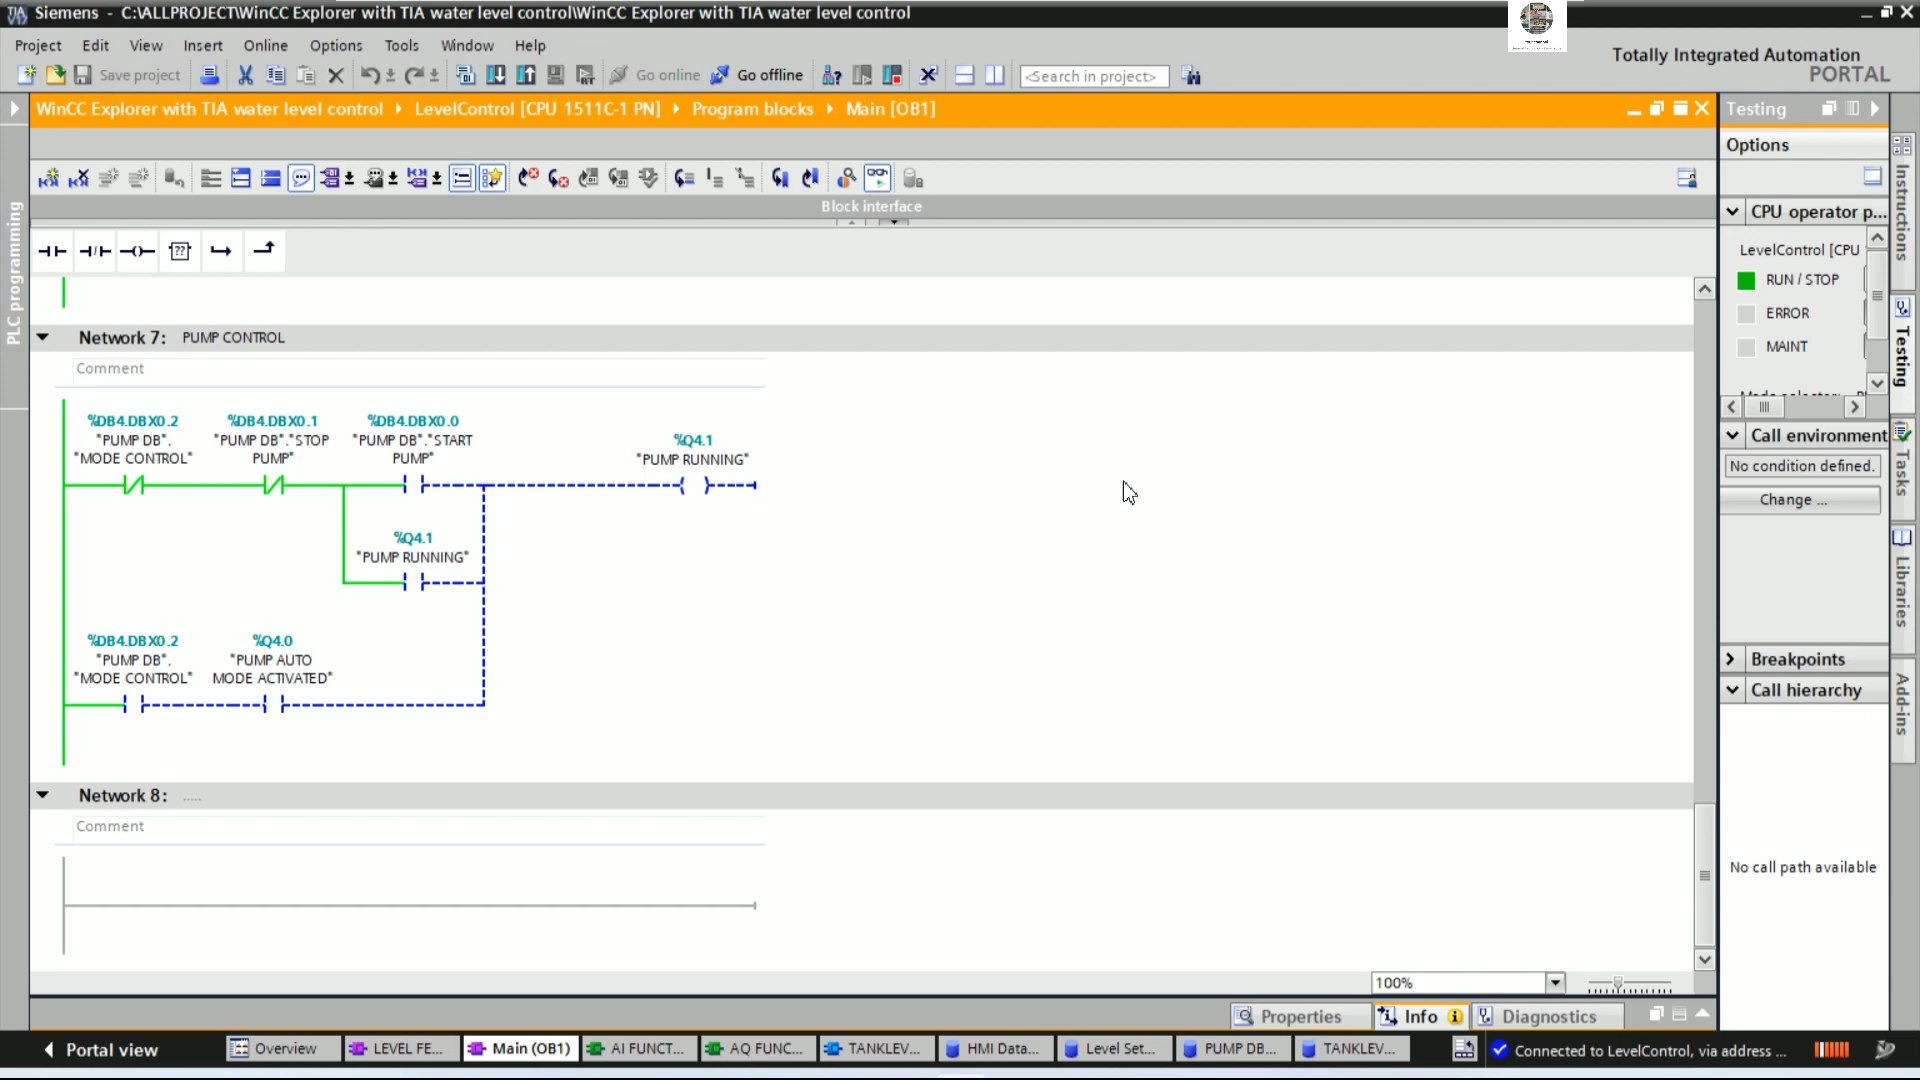 Siemens - C:\ALLPROJECT\WinCC Explorer with TIA water level control\WinCC Explorer with TIA water level control
Project Edit View Insert Online Options Tools Window Help
Totally Integrated Automation
PORTAL
Save project
Go online
Go offline
<Search in project>
WinCC Explorer with TIA water level control ▸ LevelControl [CPU 1511C-1 PN] ▸ Program blocks ▸ Main [OB1]
Testing
Options
Block interface
PLC programming
CPU operator p...
LevelControl [CPU
RUN / STOP
ERROR
MAINT
Call environment
No condition defined.
Change ...
Breakpoints
Call hierarchy
No call path available
Instructions
Testing
Tasks
Libraries
Add-ins
??
Network 7: PUMP CONTROL
Comment
%DB4.DBX0.2
"PUMP DB".
"MODE CONTROL"
%DB4.DBX0.1
"PUMP DB"."STOP
PUMP"
%DB4.DBX0.0
"PUMP DB"."START
PUMP"
%Q4.1
"PUMP RUNNING"
%Q4.1
"PUMP RUNNING"
%DB4.DBX0.2
"PUMP DB".
"MODE CONTROL"
%Q4.0
"PUMP AUTO
MODE ACTIVATED"
Network 8: .....
Comment
100%
Properties
Info
Diagnostics
Portal view
Overview
LEVEL FE...
Main (OB1)
AI FUNCT...
AQ FUNC...
TANKLEV...
HMI Data...
Level Set...
PUMP DB...
TANKLEV...
Connected to LevelControl, via address ...